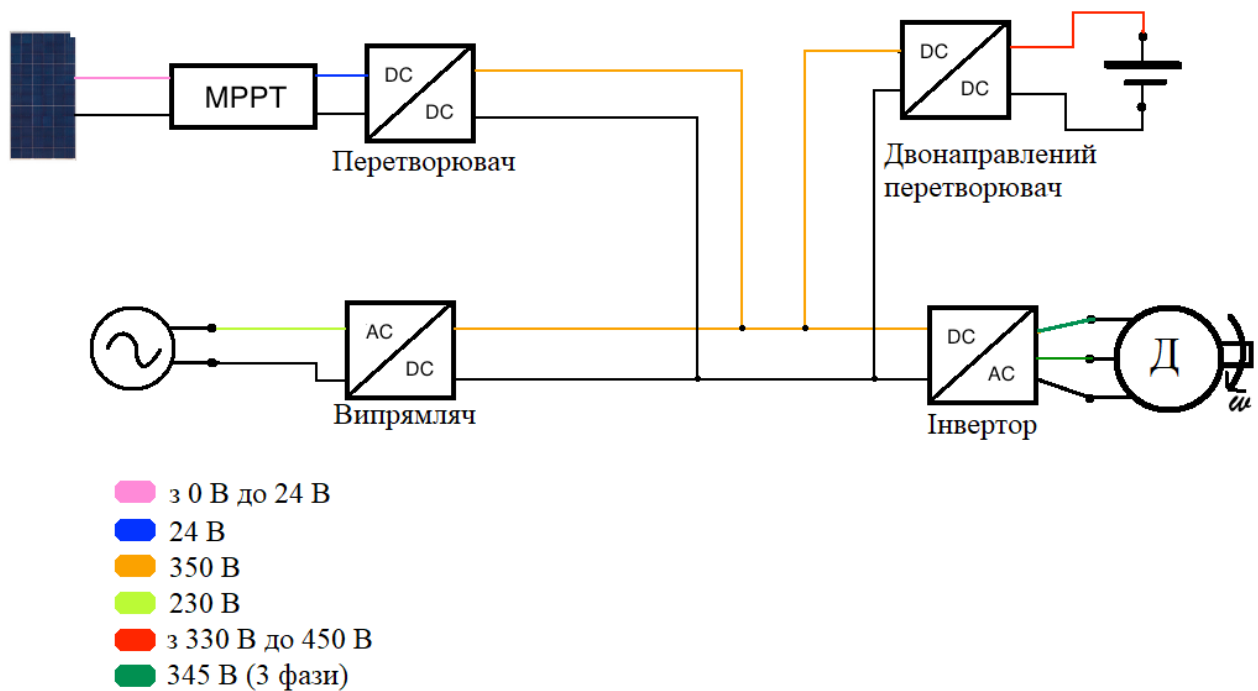 DC
DC
MPPT
DC
DC
Перетворювач
Двонаправлений
перетворювач
AC
DC
Випрямляч
DC
AC
Інвертор
Д
ω
з 0 В до 24 В
24 В
350 В
230 В
з 330 В до 450 В
345 В (3 фази)